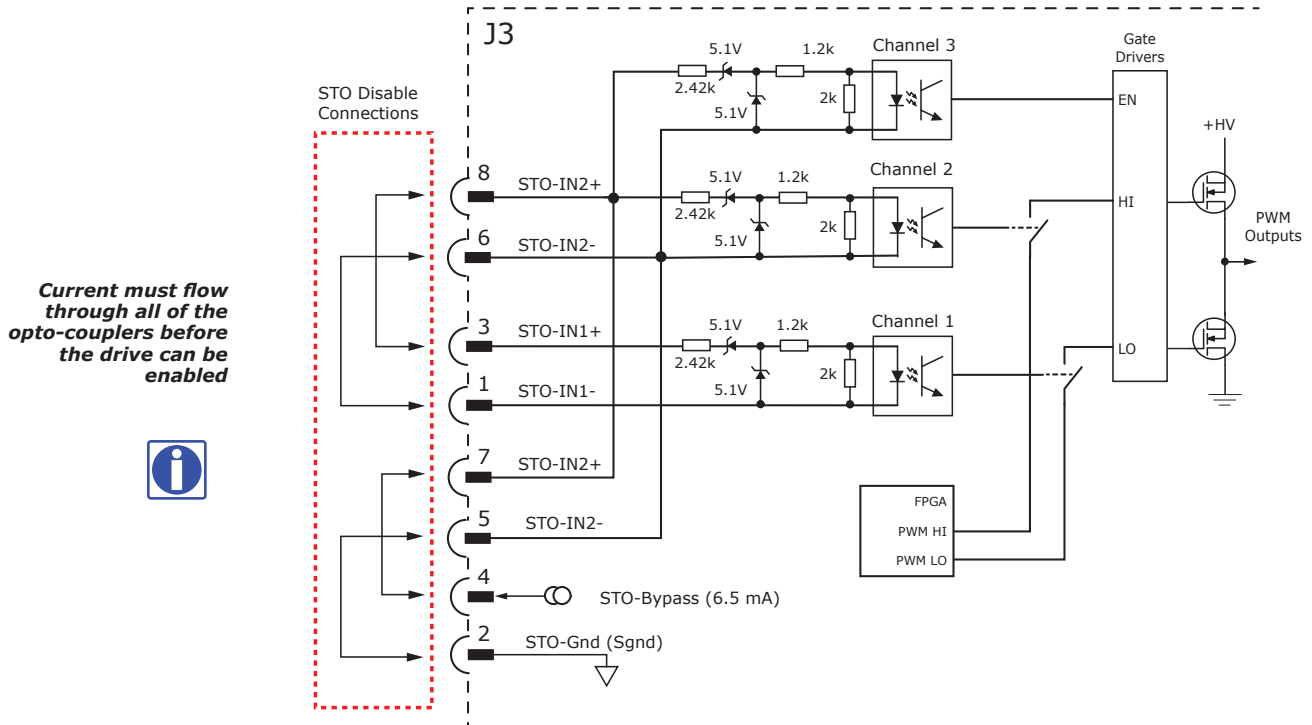 J3
STO Disable
Connections
Current must flow
through all of the
opto-couplers before
the drive can be
enabled
5.1V
1.2k
Channel 3
2.42k
5.1V
2k
Gate
Drivers
EN
HI
LO
+HV
PWM
Outputs
8
STO-IN2+
5.1V
1.2k
Channel 2
2.42k
5.1V
2k
6
STO-IN2-
3
STO-IN1+
5.1V
1.2k
Channel 1
2.42k
5.1V
2k
1
STO-IN1-
7
STO-IN2+
5
STO-IN2-
4
STO-Bypass (6.5 mA)
2
STO-Gnd (Sgnd)
FPGA
PWM HI
PWM LO
i